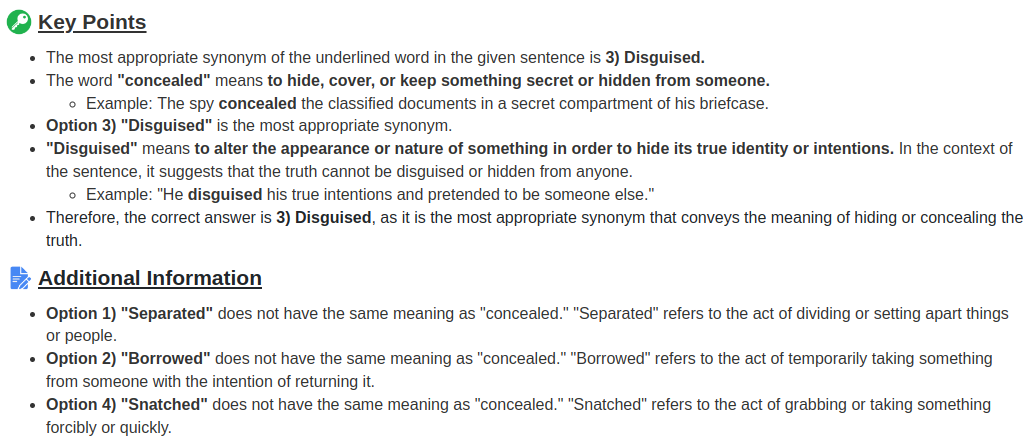 Key Points
The most appropriate synonym of the underlined word in the given sentence is 3) Disguised.
The word "concealed" means to hide, cover, or keep something secret or hidden from someone.
Example: The spy concealed the classified documents in a secret compartment of his briefcase.
Option 3) "Disguised" is the most appropriate synonym.
"Disguised" means to alter the appearance or nature of something in order to hide its true identity or intentions. In the context of
the sentence, it suggests that the truth cannot be disguised or hidden from anyone.
Example: "He disguised his true intentions and pretended to be someone else."
Therefore, the correct answer is 3) Disguised, as it is the most appropriate synonym that conveys the meaning of hiding or concealing the
truth.
Additional Information
Option 1) "Separated" does not have the same meaning as "concealed." "Separated" refers to the act of dividing or setting apart things
or people.
Option 2) "Borrowed" does not have the same meaning as "concealed." "Borrowed" refers to the act of temporarily taking something
from someone with the intention of returning it.
Option 4) "Snatched" does not have the same meaning as "concealed." "Snatched" refers to the act of grabbing or taking something
forcibly or quickly.